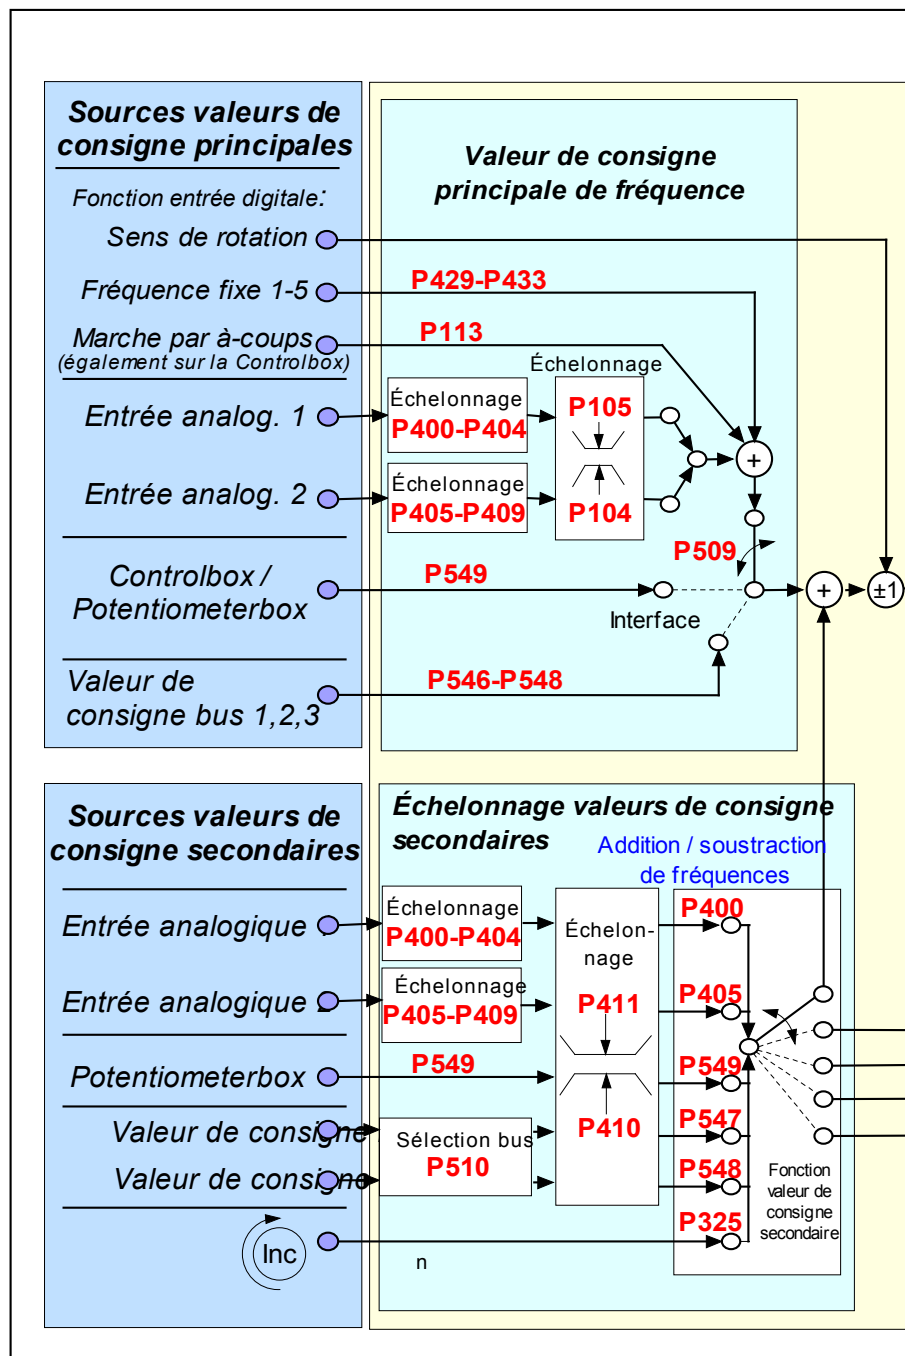 Sources valeurs de
consigne principales
Fonction entrée digitale:
Sens de rotation
Fréquence fixe 1-5
Marche par à-coups
(également sur la Controlbox)
Entrée analog. 1
Entrée analog. 2
Controlbox /
Potentiometerbox
Valeur de
consigne bus 1,2,3
Valeur de consigne
principale de fréquence
P429-P433
P113
Échelonnage
Échelonnage
P400-P404
P105
Échelonnage
P405-P409
P104
P509
P549
Interface
P546-P548
+
+
±1
Sources valeurs de
consigne secondaires
Entrée analogique
Entrée analogique
Potentiometerbox
Valeur de consigne
Valeur de consigne
Inc
Échelonnage valeurs de consigne
secondaires
Addition / soustraction
de fréquences
Échelonnage
P400-P404
Échelonnage
P405-P409
P549
Sélection bus
P510
n
Échelon-
nage
P411
P410
P400
P405
P549
P547
P548
P325
Fonction
valeur de
consigne
secondaire